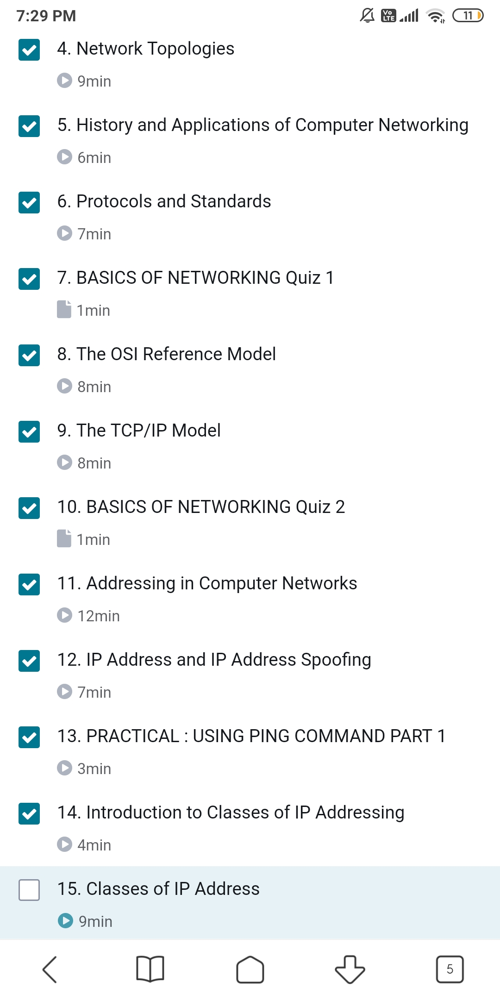 7:29 PM
Vo
LTE
11
4. Network Topologies
9min
5. History and Applications of Computer Networking
6min
6. Protocols and Standards
7min
7. BASICS OF NETWORKING Quiz 1
1min
8. The OSI Reference Model
8min
9. The TCP/IP Model
8min
10. BASICS OF NETWORKING Quiz 2
1min
11. Addressing in Computer Networks
12min
12. IP Address and IP Address Spoofing
7min
13. PRACTICAL : USING PING COMMAND PART 1
3min
14. Introduction to Classes of IP Addressing
4min
15. Classes of IP Address
9min
5